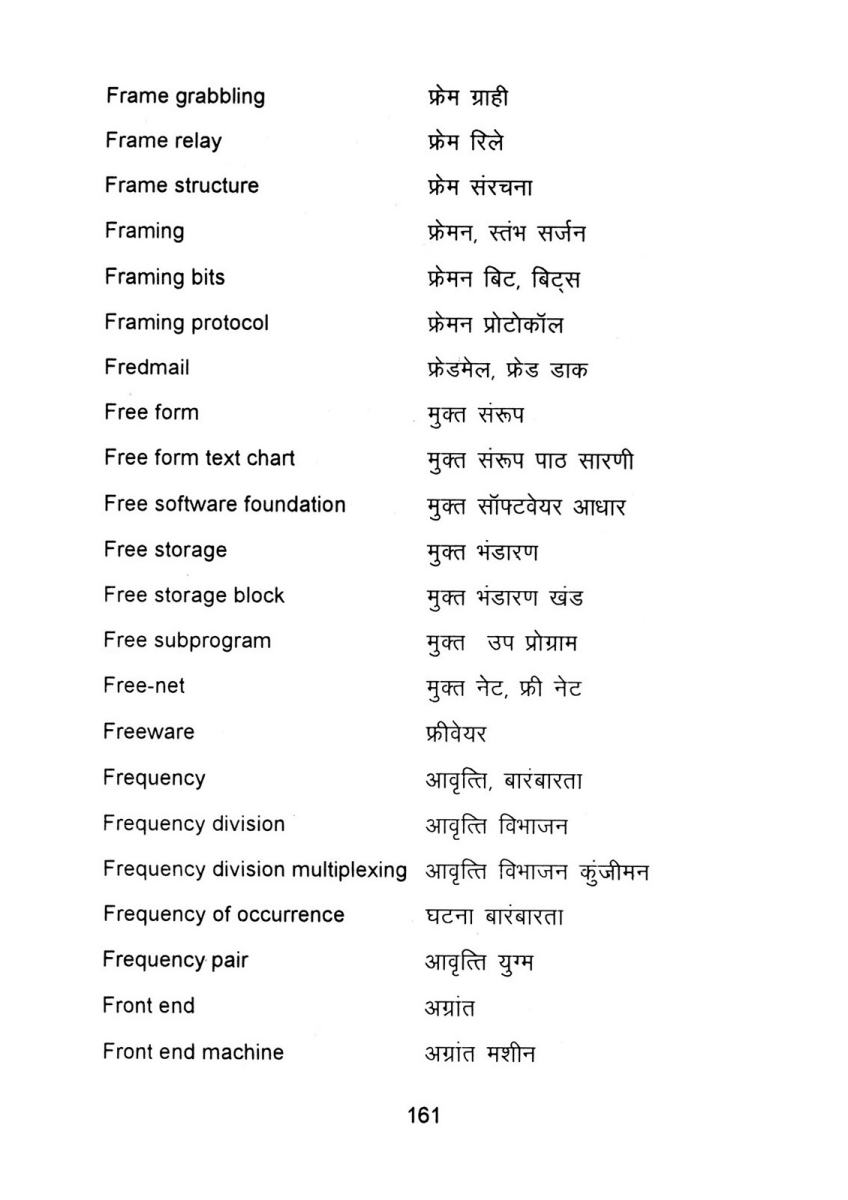 Frame grabbling फ्रेम ग्राही
Frame relay फ्रेम रिले
Frame structure फ्रेम संरचना
Framing फ्रेमन, स्तंभ सर्जन
Framing bits फ्रेमन बिट, बिट्स
Framing protocol फ्रेमन प्रोटोकॉल
Fredmail फ्रेडमेल, फ्रेड डाक
Free form मुक्त संरूप
Free form text chart मुक्त संरूप पाठ सारणी
Free software foundation मुक्त सॉफ्टवेयर आधार
Free storage मुक्त भंडारण
Free storage block मुक्त भंडारण खंड
Free subprogram मुक्त उप प्रोग्राम
Free-net मुक्त नेट, फ्री नेट
Freeware फ्रीवेयर
Frequency आवृत्ति, बारंबारता
Frequency division आवृत्ति विभाजन
Frequency division multiplexing आवृत्ति विभाजन कुंजीमन
Frequency of occurrence घटना बारंबारता
Frequency pair आवृत्ति युग्म
Front end अग्रांत
Front end machine अग्रांत मशीन
161